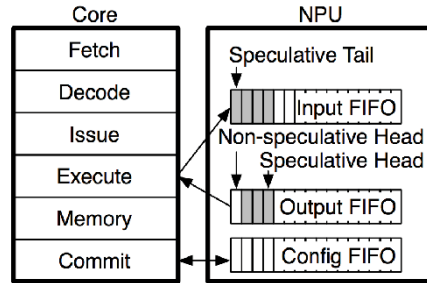 Core
NPU
Fetch
Decode
Issue
Execute
Memory
Commit
Speculative Tail
Input FIFO
Non-speculative Head
Speculative Head
Output FIFO
Config FIFO